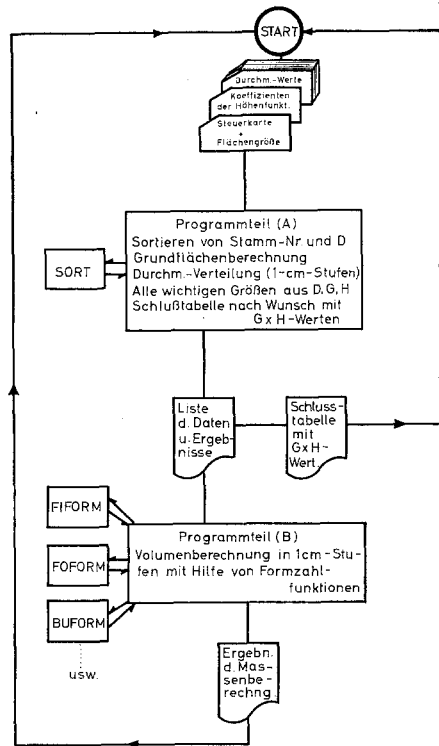 START
Durchm.-Werte
Koeffizienten
der Höhenfunkt.
Steuerkarte
+
Flächengröße
Programmteil (A)
Sortieren von Stamm-Nr und D
Grundflächenberechnung
Durchm.-Verteilung (1-cm-Stufen)
Alle wichtigen Größen aus D, G, H
Schlußtabelle nach Wunsch mit
G x H-Werten
SORT
Liste
d. Daten
u. Ergeb-
nisse
Schluss-
tabelle
mit
G x H-
Wert.
FIFORM
FOFORM
BUFORM
usw.
Programmteil (B)
Volumenberechnung in 1cm-Stu-
fen mit Hilfe von Formzahl-
funktionen
Ergebn.
d. Mas-
senbe-
rechng